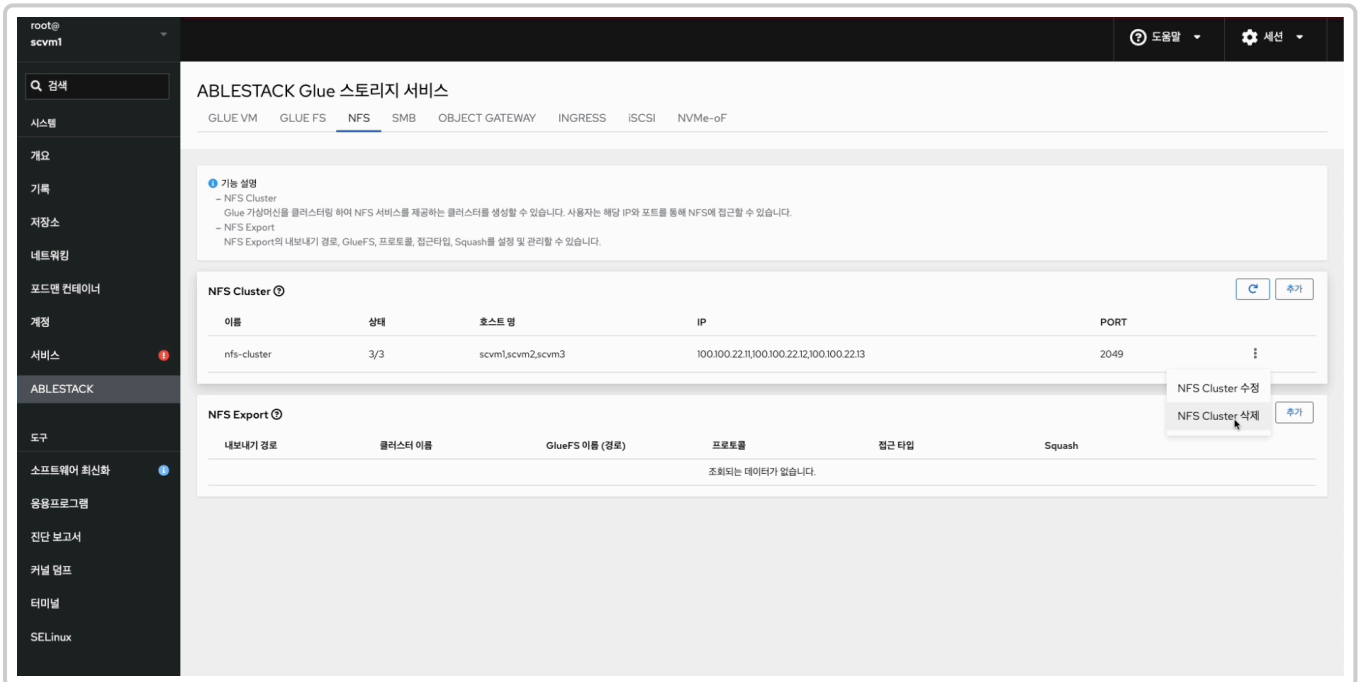 root@
scvm1
도움말
세션
검색
시스템
개요
기록
저장소
네트워킹
포드맨 컨테이너
계정
서비스
ABLESTACK
도구
소프트웨어 최신화
응용프로그램
진단 보고서
커널 덤프
터미널
SELinux
ABLESTACK Glue 스토리지 서비스
GLUE VM GLUE FS NFS SMB OBJECT GATEWAY INGRESS iSCSI NVMe-oF
기능 설명
– NFS Cluster
Glue 가상머신을 클러스터링 하여 NFS 서비스를 제공하는 클러스터를 생성할 수 있습니다. 사용자는 해당 IP와 포트를 통해 NFS에 접근할 수 있습니다.
– NFS Export
NFS Export의 내보내기 경로, GlueFS, 프로토콜, 접근타입, Squash를 설정 및 관리할 수 있습니다.
NFS Cluster
추가
이름 상태 호스트 명 IP PORT
nfs-cluster 3/3 scvm1,scvm2,scvm3 100.100.22.11,100.100.22.12,100.100.22.13 2049
NFS Cluster 수정
NFS Cluster 삭제
NFS Export
추가
내보내기 경로 클러스터 이름 GlueFS 이름 (경로) 프로토콜 접근 타입 Squash
조회되는 데이터가 없습니다.